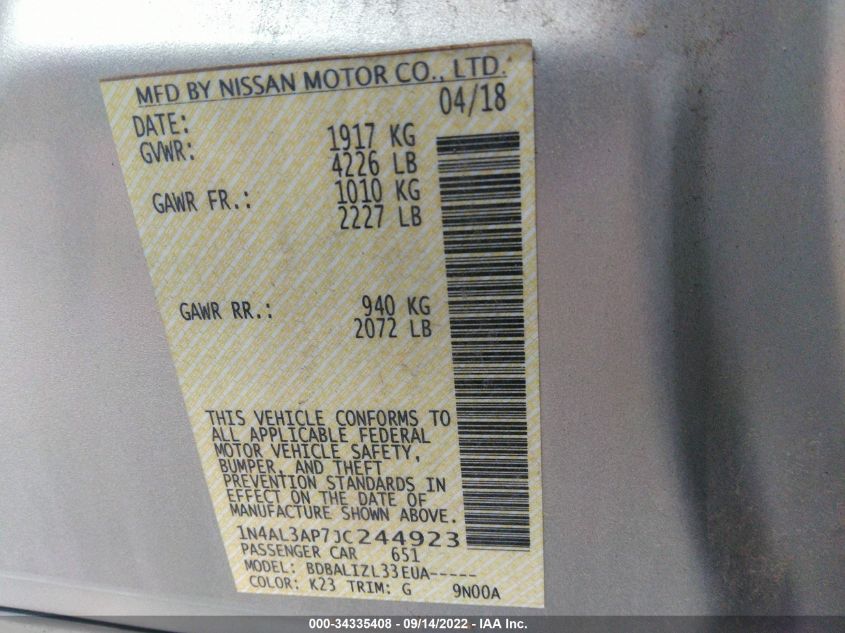 MFD BY NISSAN MOTOR CO., LTD.
DATE: 04/18
GVWR: 1917 KG
4226 LB
GAWR FR.: 1010 KG
2227 LB
GAWR RR.: 940 KG
2072 LB
THIS VEHICLE CONFORMS TO
ALL APPLICABLE FEDERAL
MOTOR VEHICLE SAFETY,
BUMPER, AND THEFT
PREVENTION STANDARDS IN
EFFECT ON THE DATE OF
MANUFACTURE SHOWN ABOVE.
1N4AL3AP7JC244923
PASSENGER CAR 651
MODEL: BDBALIZL33EUA-----
COLOR: K23 TRIM: G 9N00A
000-34335408 - 09/14/2022 - IAA Inc.